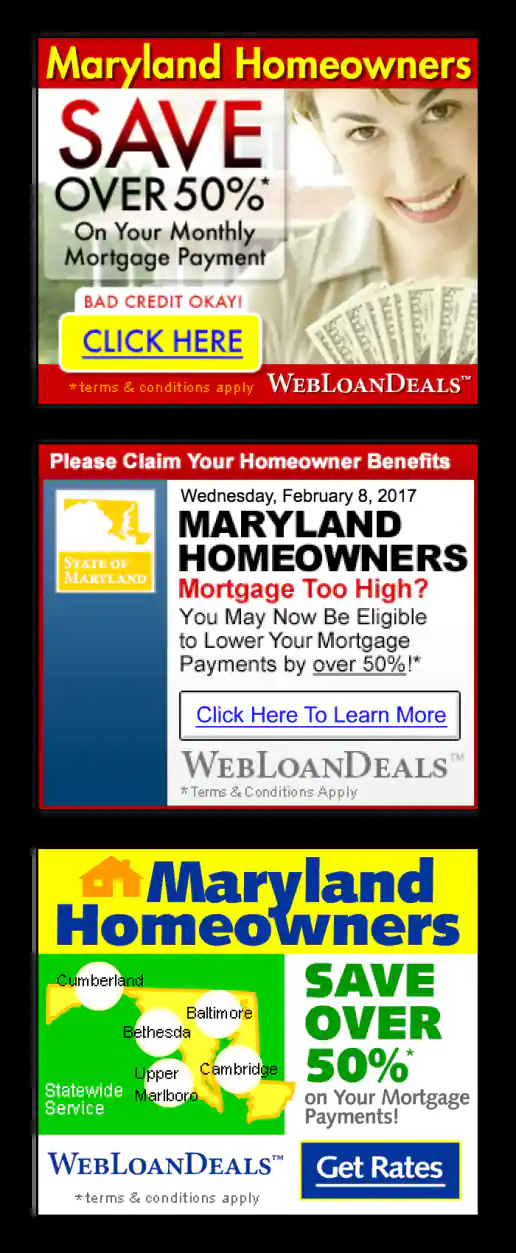 Maryland Homeowners
SAVE
OVER 50%*
On Your Monthly
Mortgage Payment
BAD CREDIT OKAY!
CLICK HERE
*terms & conditions apply
WEBLOANDEALS™
Please Claim Your Homeowner Benefits
STATE OF
MARYLAND
Wednesday, February 8, 2017
MARYLAND
HOMEOWNERS
Mortgage Too High?
You May Now Be Eligible
to Lower Your Mortgage
Payments by over 50%!*
Click Here To Learn More
WEBLOANDEALS™
*Terms & Conditions Apply
Maryland
Homeowners
Cumberland
Baltimore
Bethesda
Upper
Marlboro
Cambridge
Statewide
Service
SAVE
OVER
50%*
on Your Mortgage
Payments!
WEBLOANDEALS™
*terms & conditions apply
Get Rates